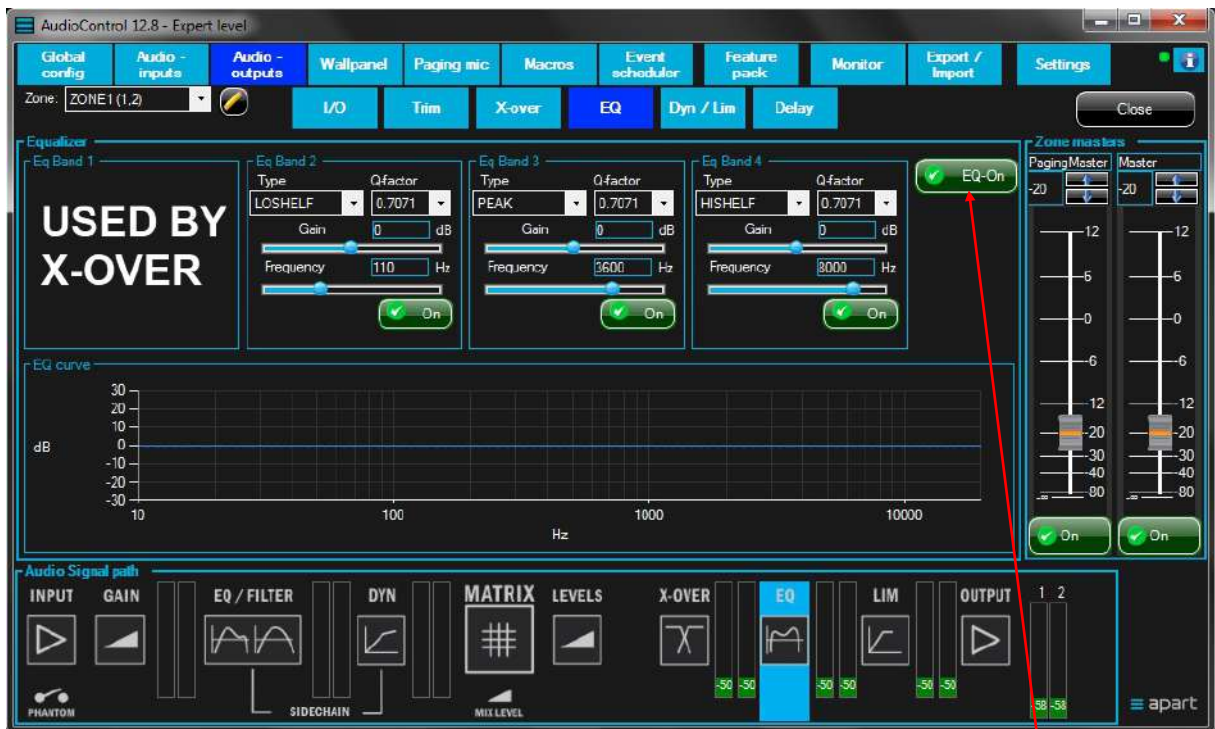 AudioControl 12.8 - Expert level
Global config
Audio - inputs
Audio - outputs
Wallpanel
Paging mic
Macros
Event scheduler
Feature pack
Monitor
Export / Import
Settings
Zone: ZONE1 (1,2)
I/O
Trim
X-over
EQ
Dyn / Lim
Delay
Close
Equalizer
Eq Band 1
USED BY
X-OVER
Eq Band 2
Type Q-factor
LOSHELF 0.7071
Gain 0 dB
Frequency 110 Hz
On
Eq Band 3
Type Q-factor
PEAK 0.7071
Gain 0 dB
Frequency 3600 Hz
On
Eq Band 4
Type Q-factor
HISHELF 0.7071
Gain 0 dB
Frequency 8000 Hz
On
EQ-On
Zone masters
PagingMaster Master
-20 -20
12 12
6 6
0 0
-6 -6
-12 -12
-20 -20
-30 -30
-40 -40
-∞ -80 -∞ -80
On On
EQ curve
30
20
10
dB 0
-10
-20
-30
10 100 1000 10000
Hz
Audio Signal path
INPUT GAIN EQ / FILTER DYN MATRIX LEVELS X-OVER EQ LIM OUTPUT 1 2
-50 -50 -50 -50 -50 -50
PHANTOM SIDECHAIN MIX LEVEL -58 -58 apart